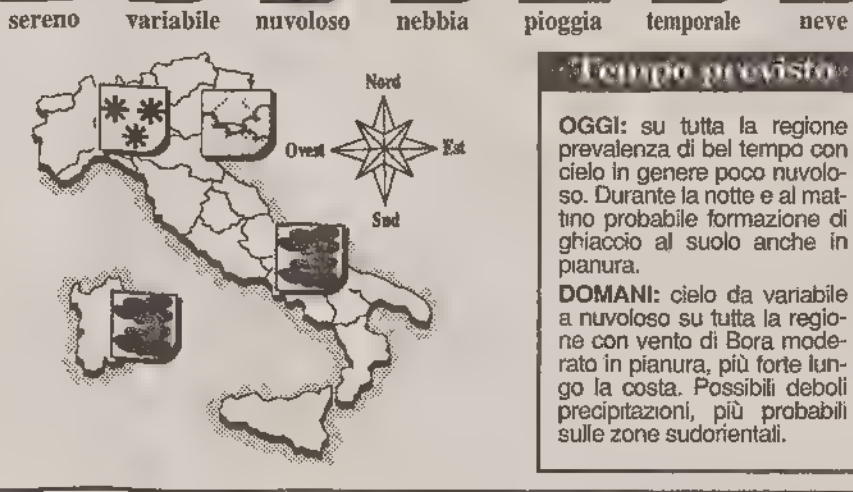 sereno variabile nuvoloso nebbia pioggia temporale neve
Nord
Ovest
Est
Sud
Tempo previsto
OGGI: su tutta la regione
prevalenza di bel tempo con
cielo in genere poco nuvolo-
so. Durante la notte e al mat-
tino probabile formazione di
ghiaccio al suolo anche in
pianura.
DOMANI: cielo da variabile
a nuvoloso su tutta la regio-
ne con vento di Bora mode-
rato in pianura, più forte lun-
go la costa. Possibili deboli
precipitazioni, più probabili
sulle zone sudorientali.